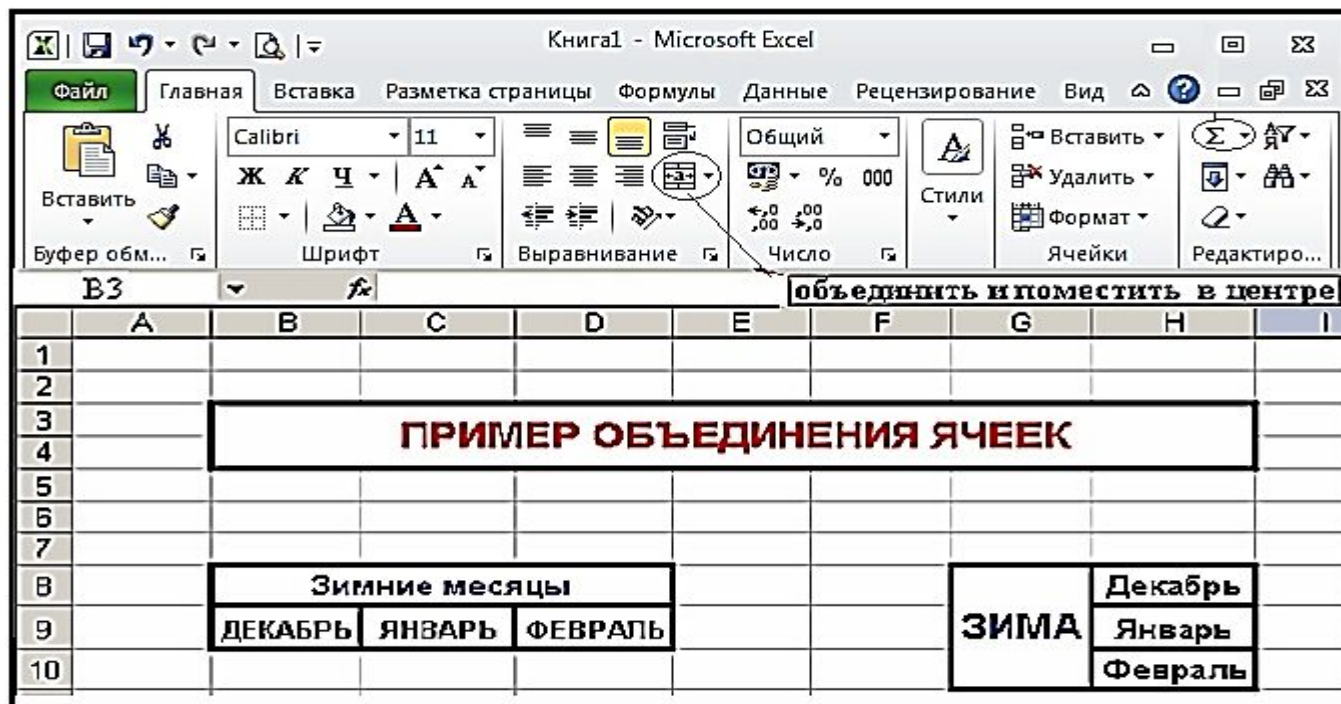 Книга1 - Microsoft Excel
Файл Главная Вставка Разметка страницы Формулы Данные Рецензирование Вид
Calibri 11 Общий Вставить
Ж К Ч А А % 000 Удалить
Вставить Стили Формат
Буфер обм... Шрифт Выравнивание Число Ячейки Редактиро...
B3 fx объединить и поместить в центре
A B C D E F G H I
1
2
3 ПРИМЕР ОБЪЕДИНЕНИЯ ЯЧЕЕК
4
5
6
7
8 Зимние месяцы ЗИМА Декабрь
9 ДЕКАБРЬ ЯНВАРЬ ФЕВРАЛЬ Январь
10 Февраль